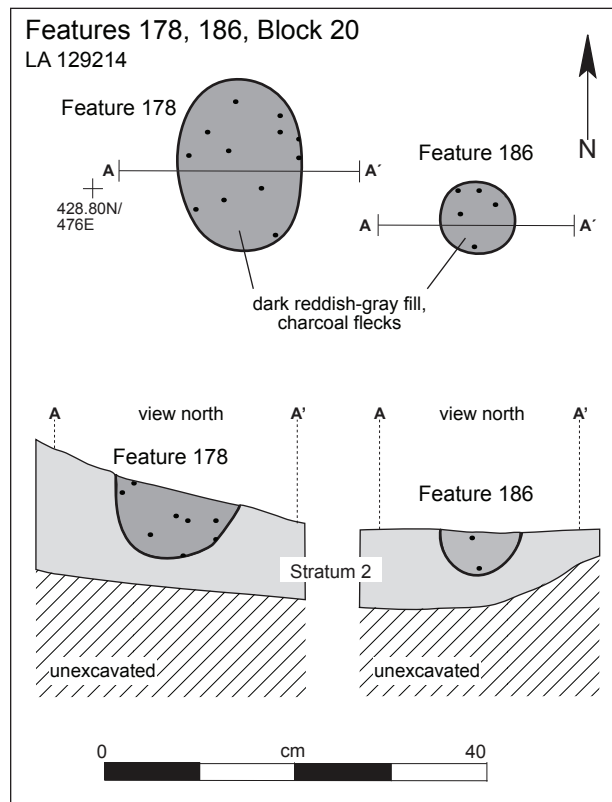 Features 178, 186, Block 20
LA 129214
Feature 178
A A´
428.80N/
476E
N
Feature 186
A A´
dark reddish-gray fill,
charcoal flecks
A view north A'
Feature 178
A view north A'
Feature 186
Stratum 2
unexcavated
unexcavated
0 cm 40